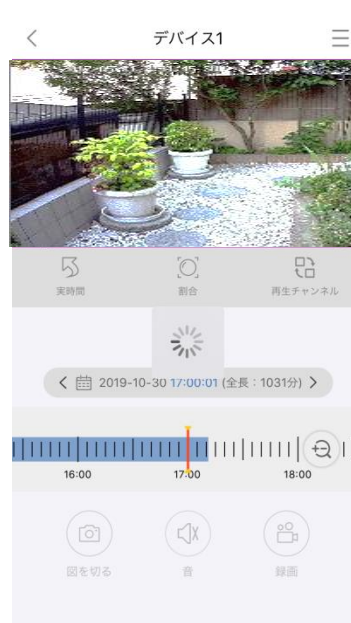 デバイス1
実時間 割合 再生チャンネル
2019-10-30 17:00:01 (全長：1031分)
16:00 17:00 18:00
図を切る 音 録画